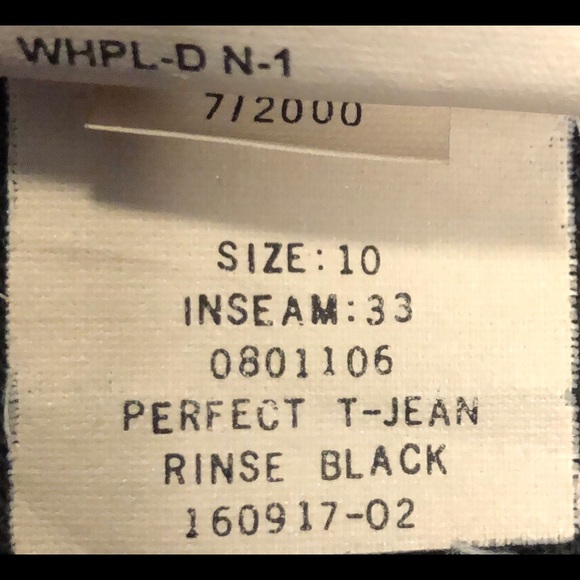 WHPL-D N-1
7/2000
SIZE:10
INSEAM:33
0801106
PERFECT T-JEAN
RINSE BLACK
160917-02